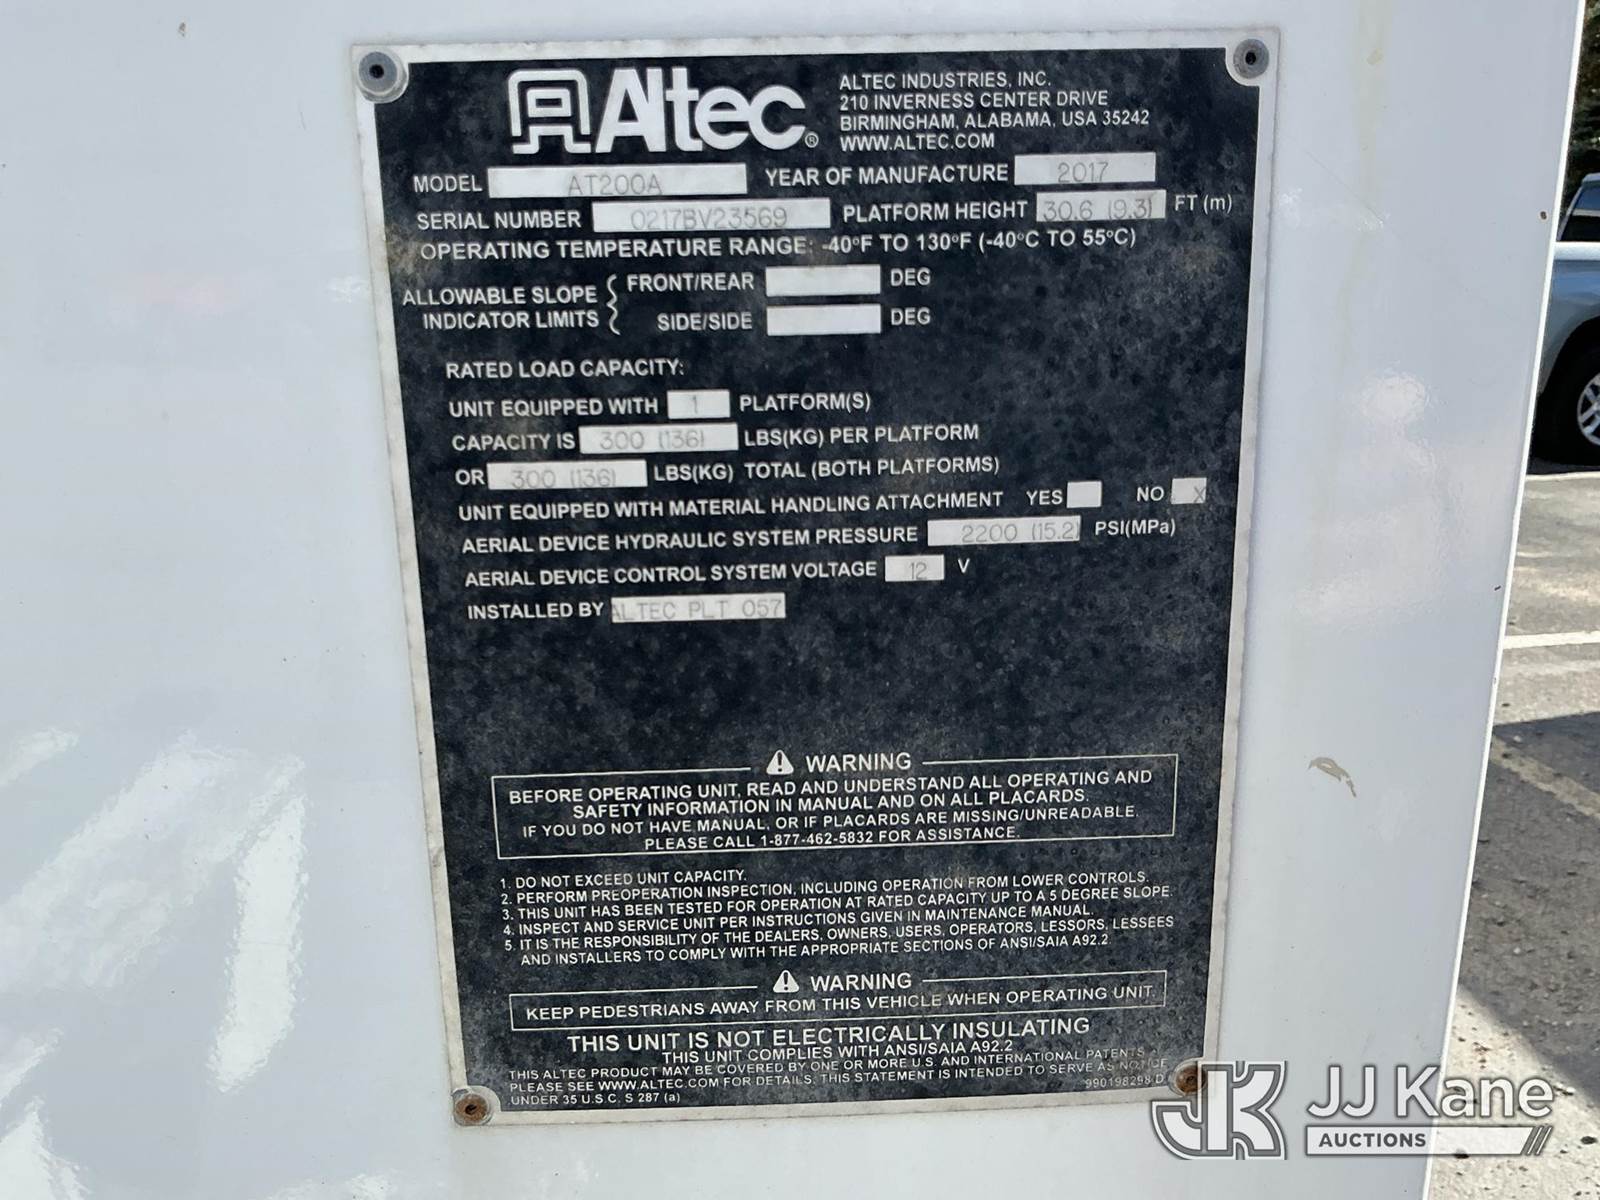 Altec®
ALTEC INDUSTRIES, INC.
210 INVERNESS CENTER DRIVE
BIRMINGHAM, ALABAMA, USA 35242
WWW.ALTEC.COM
MODEL AT200A YEAR OF MANUFACTURE 2017
SERIAL NUMBER 0217BV23569 PLATFORM HEIGHT 30.6 (9.3) FT (m)
OPERATING TEMPERATURE RANGE: -40°F TO 130°F (-40°C TO 55°C)
ALLOWABLE SLOPE INDICATOR LIMITS
FRONT/REAR DEG
SIDE/SIDE DEG
RATED LOAD CAPACITY:
UNIT EQUIPPED WITH 1 PLATFORM(S)
CAPACITY IS 300 (136) LBS(KG) PER PLATFORM
OR 300 (136) LBS(KG) TOTAL (BOTH PLATFORMS)
UNIT EQUIPPED WITH MATERIAL HANDLING ATTACHMENT YES NO X
AERIAL DEVICE HYDRAULIC SYSTEM PRESSURE 2200 (15.2) PSI(MPa)
AERIAL DEVICE CONTROL SYSTEM VOLTAGE 12 V
INSTALLED BY ALTEC PLT 057
WARNING
BEFORE OPERATING UNIT, READ AND UNDERSTAND ALL OPERATING AND
SAFETY INFORMATION IN MANUAL AND ON ALL PLACARDS.
IF YOU DO NOT HAVE MANUAL, OR IF PLACARDS ARE MISSING/UNREADABLE.
PLEASE CALL 1-877-462-5832 FOR ASSISTANCE.
1. DO NOT EXCEED UNIT CAPACITY.
2. PERFORM PREOPERATION INSPECTION, INCLUDING OPERATION FROM LOWER CONTROLS.
3. THIS UNIT HAS BEEN TESTED FOR OPERATION AT RATED CAPACITY UP TO A 5 DEGREE SLOPE.
4. INSPECT AND SERVICE UNIT PER INSTRUCTIONS GIVEN IN MAINTENANCE MANUAL.
5. IT IS THE RESPONSIBILITY OF THE DEALERS, OWNERS, USERS, OPERATORS, LESSORS, LESSEES
AND INSTALLERS TO COMPLY WITH THE APPROPRIATE SECTIONS OF ANSI/SAIA A92.2.
WARNING
KEEP PEDESTRIANS AWAY FROM THIS VEHICLE WHEN OPERATING UNIT.
THIS UNIT IS NOT ELECTRICALLY INSULATING
THIS UNIT COMPLIES WITH ANSI/SAIA A92.2
THIS ALTEC PRODUCT MAY BE COVERED BY ONE OR MORE U.S. AND INTERNATIONAL PATENTS.
PLEASE SEE WWW.ALTEC.COM FOR DETAILS. THIS STATEMENT IS INTENDED TO SERVE AS NOTICE
UNDER 35 U.S.C. S 287 (a)
990198298 D
JK JJ Kane
AUCTIONS